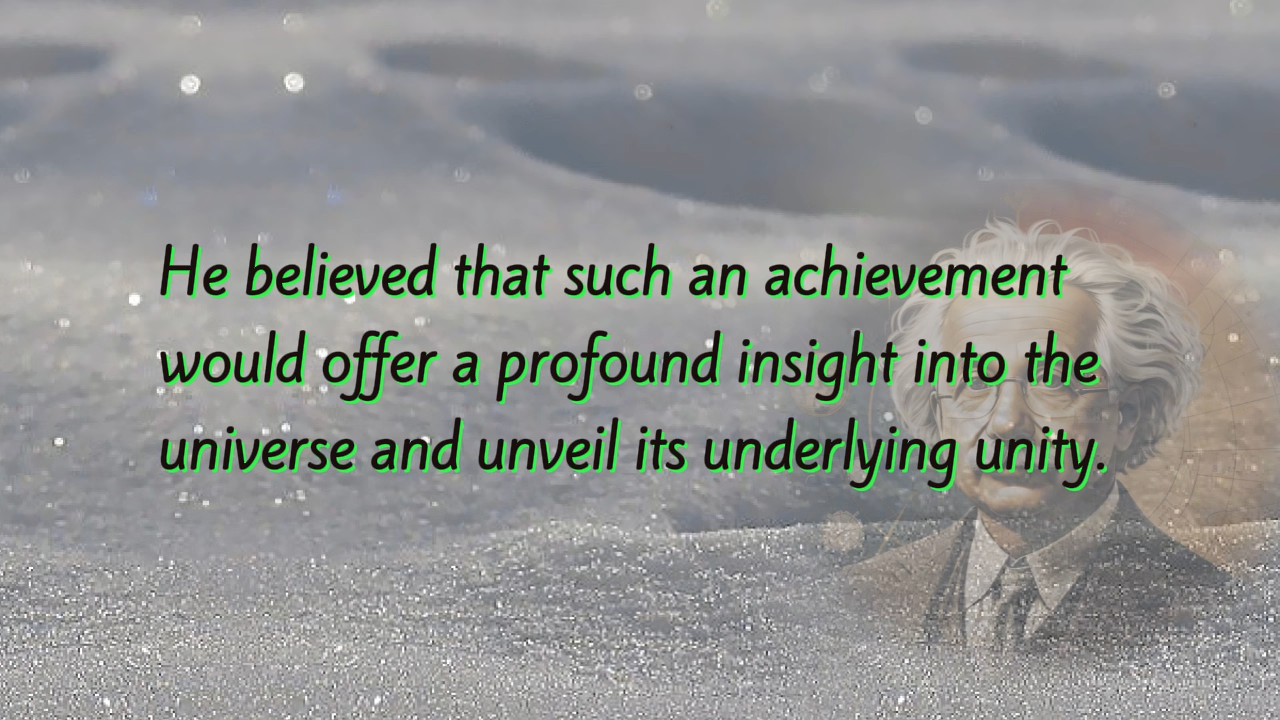 He believed that such an achievement
would offer a profound insight into the
universe and unveil its underlying unity.